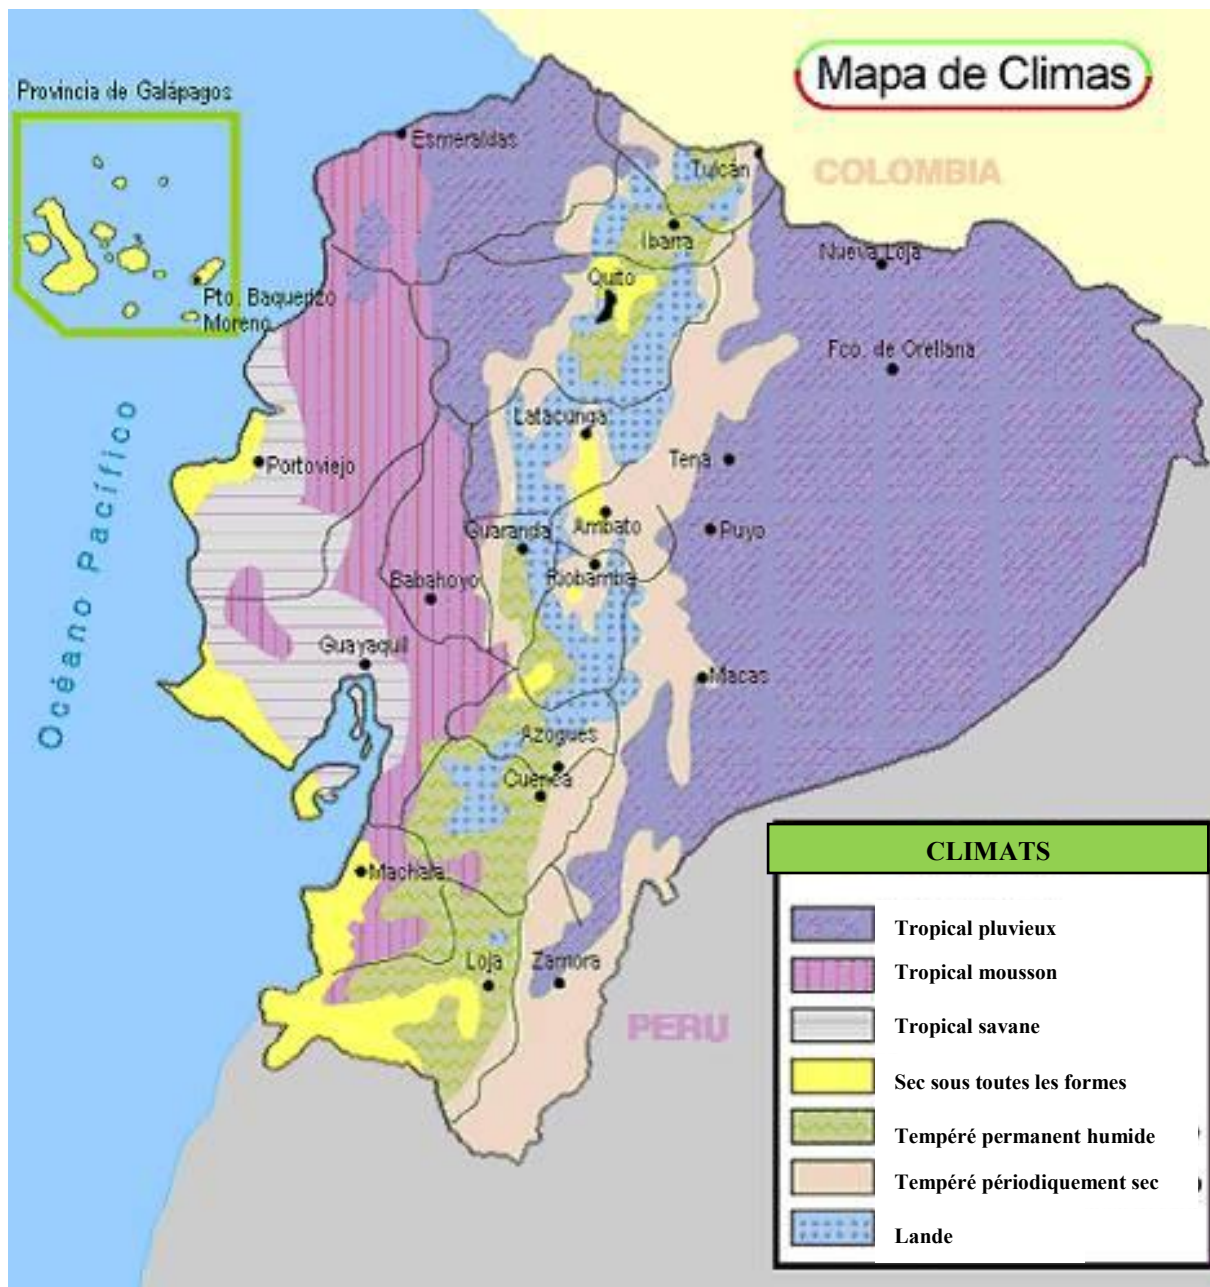 Mapa de Climas
Provincia de Galápagos
Esmeraldas
Tulcán
COLOMBIA
Ibarra
Nueva Loja
Quito
Pto. Baquerizo
Moreno
Fco. de Orellana
Latacunga
Portoviejo
Tena
Océano Pacífico
Guaranda
Ambato
Puyo
Riobamba
Babahoyo
Guayaquil
Macas
Azogues
Cuenca
Machala
Loja
Zamora
PERU
CLIMATS
Tropical pluvieux
Tropical mousson
Tropical savane
Sec sous toutes les formes
Tempéré permanent humide
Tempéré périodiquement sec
Lande